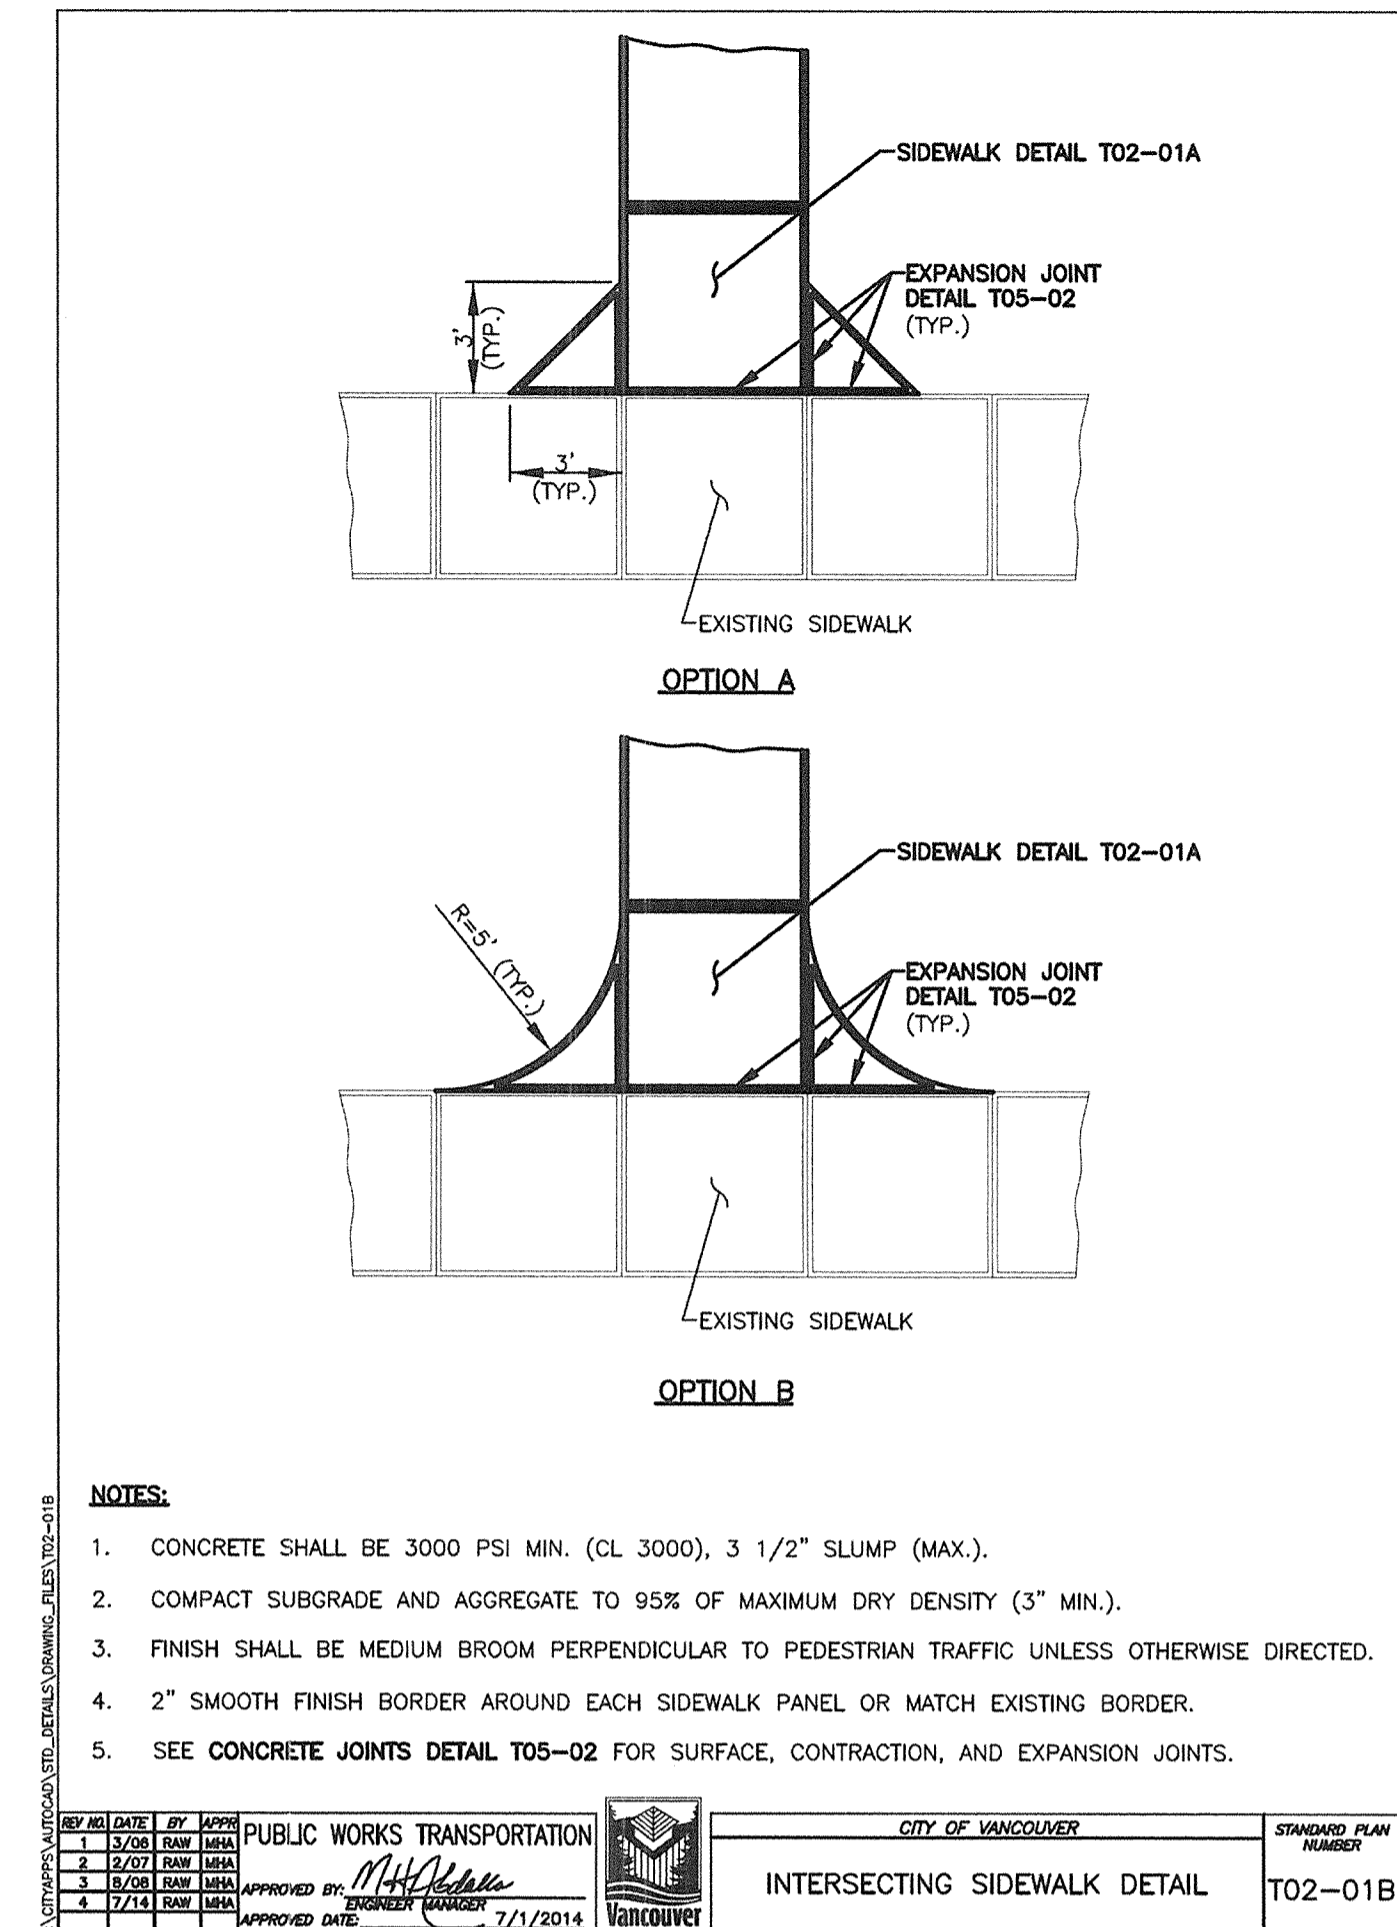 SIDEWALK DETAIL T02-01A
EXPANSION JOINT
DETAIL T05-02
(TYP.)
3'
(TYP.)
3'
(TYP.)
EXISTING SIDEWALK
OPTION A
SIDEWALK DETAIL T02-01A
R=5' (TYP.)
EXPANSION JOINT
DETAIL T05-02
(TYP.)
EXISTING SIDEWALK
OPTION B
NOTES:
1. CONCRETE SHALL BE 3000 PSI MIN. (CL 3000), 3 1/2" SLUMP (MAX.).
2. COMPACT SUBGRADE AND AGGREGATE TO 95% OF MAXIMUM DRY DENSITY (3" MIN.).
3. FINISH SHALL BE MEDIUM BROOM PERPENDICULAR TO PEDESTRIAN TRAFFIC UNLESS OTHERWISE DIRECTED.
4. 2" SMOOTH FINISH BORDER AROUND EACH SIDEWALK PANEL OR MATCH EXISTING BORDER.
5. SEE CONCRETE JOINTS DETAIL T05-02 FOR SURFACE, CONTRACTION, AND EXPANSION JOINTS.
\CITYAPPS\AUTOCAD\STD_DETAILS\DRAWING_FILES\T02-01B
REV NO. DATE BY APPR
1 3/06 RAW MHA
2 2/07 RAW MHA
3 8/08 RAW MHA
4 7/14 RAW MHA
PUBLIC WORKS TRANSPORTATION
APPROVED BY:
ENGINEER MANAGER
APPROVED DATE: 7/1/2014
Vancouver
CITY OF VANCOUVER
INTERSECTING SIDEWALK DETAIL
STANDARD PLAN
NUMBER
T02-01B